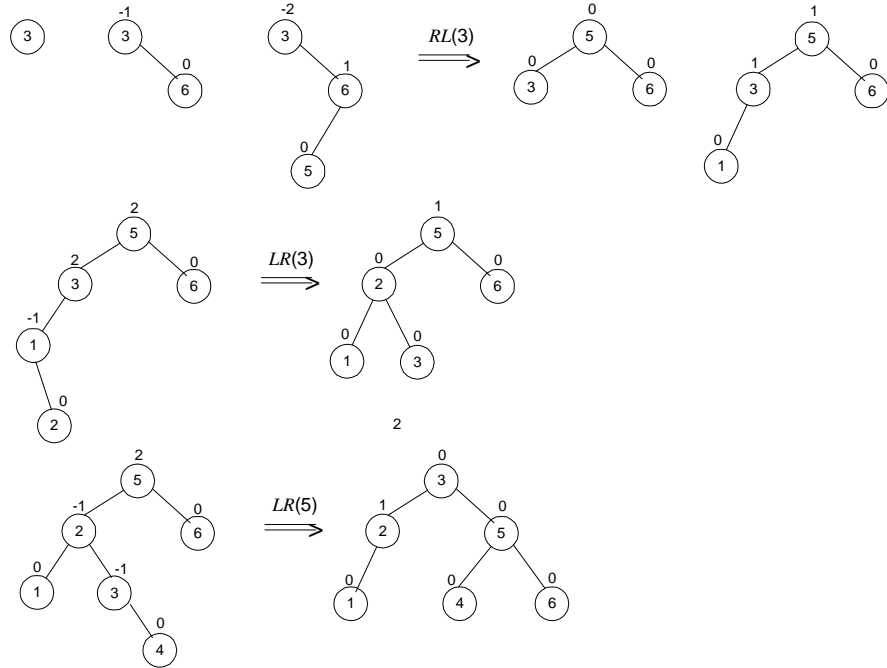 -1 -2 0 1
3 3 3 RL(3) 5 5
0 1 0 0 1 0
6 6 3 6 3 6
0 0
5 1
2 1
5 5
2 0 LR(3) 0 0
3 6 2 6
-1 0 0
1 1 3
0
2 2
2 0
5 3
-1 0 LR(5) 1 0
2 6 2 5
0 -1 0 0 0
1 3 1 4 6
0
4